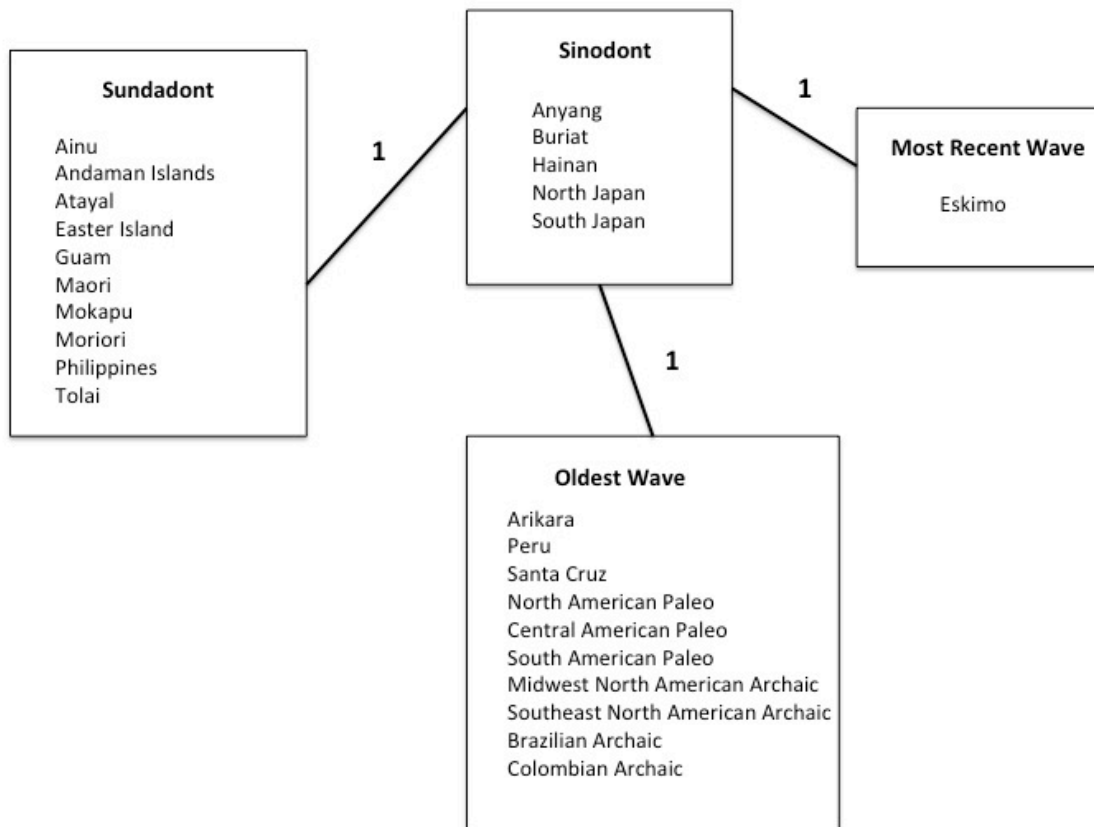 Sundadont
Ainu
Andaman Islands
Atayal
Easter Island
Guam
Maori
Mokapu
Moriori
Philippines
Tolai
1
Sinodont
Anyang
Buriat
Hainan
North Japan
South Japan
1
Most Recent Wave
Eskimo
1
Oldest Wave
Arikara
Peru
Santa Cruz
North American Paleo
Central American Paleo
South American Paleo
Midwest North American Archaic
Southeast North American Archaic
Brazilian Archaic
Colombian Archaic